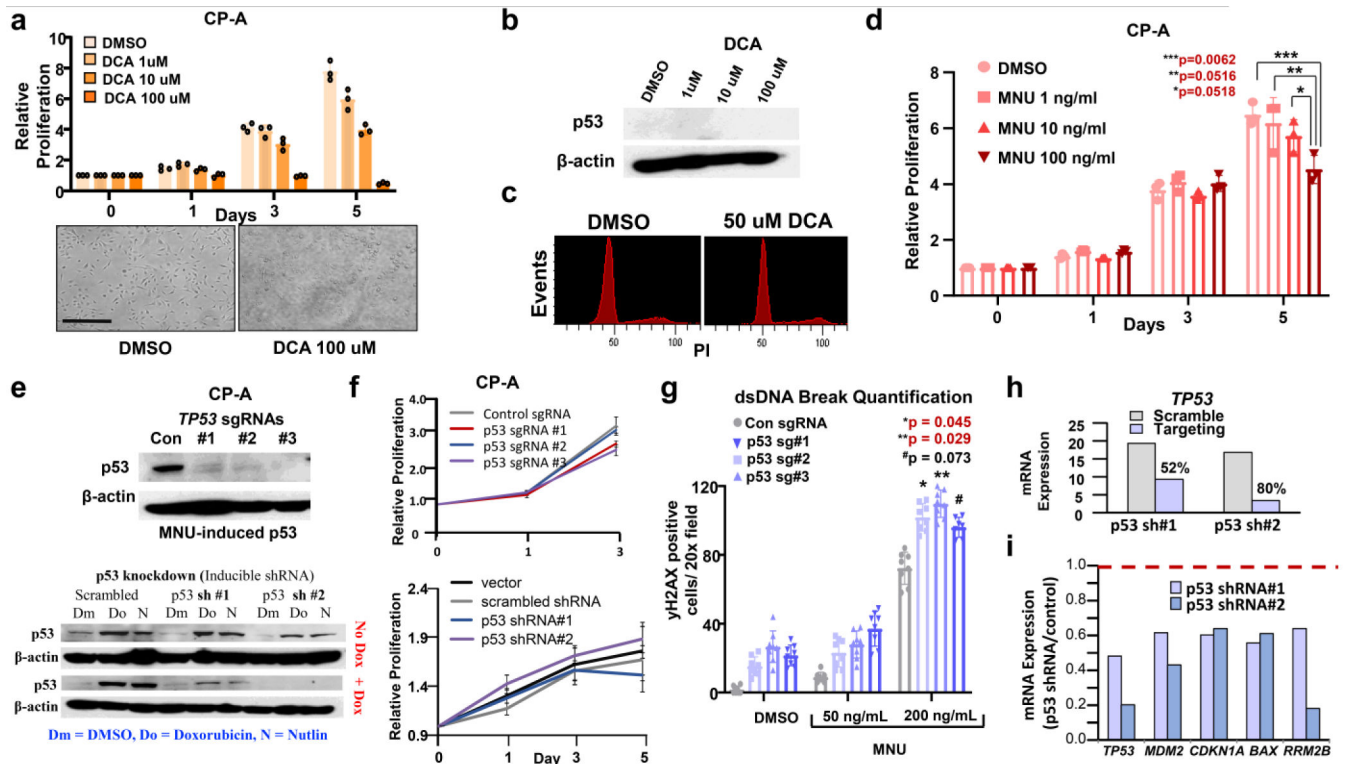 a
CP-A
Relative
Proliferation
10
8
6
4
2
0
DMSO
DCA 1uM
DCA 10 uM
DCA 100 uM
0 1 3 5
Days
DMSO DCA 100 uM
b
DCA
DMSO 1uM 10 uM 100 uM
p53
β-actin
c
DMSO 50 uM DCA
Events
50 100 50 100
PI
d
CP-A
Relative Proliferation
8
6
4
2
0
DMSO
MNU 1 ng/ml
MNU 10 ng/ml
MNU 100 ng/ml
***p=0.0062
**p=0.0516
*p=0.0518
***
**
*
0 1 3 5
Days
e
CP-A
TP53 sgRNAs
Con #1 #2 #3
p53
β-actin
MNU-induced p53
p53 knockdown (Inducible shRNA)
Scrambled p53 sh #1 p53 sh #2
Dm Do N Dm Do N Dm Do N
p53
β-actin
p53
β-actin
No Dox + Dox
Dm = DMSO, Do = Doxorubicin, N = Nutlin
f
CP-A
Relative Proliferation
4.0
3.0
2.0
1.0
0
Control sgRNA
p53 sgRNA #1
p53 sgRNA #2
p53 sgRNA #3
0 1 3
Relative Proliferation
2.4
1.9
1.4
0.9
vector
scrambled shRNA
p53 shRNA#1
p53 shRNA#2
0 1 3 5
Day
g
dsDNA Break Quantification
Con sgRNA
p53 sg#1
p53 sg#2
p53 sg#3
*p = 0.045
**p = 0.029
#p = 0.073
* ** #
yH2AX positive
cells/ 20x field
120
80
40
0
DMSO 50 ng/mL 200 ng/mL
MNU
h
TP53
Scramble
Targeting
mRNA
Expression
25
20
15
10
5
0
52%
80%
p53 sh#1 p53 sh#2
i
mRNA Expression
(p53 shRNA/control)
1.0
0.8
0.6
0.4
0.2
0.0
p53 shRNA#1
p53 shRNA#2
TP53 MDM2 CDKN1A BAX RRM2B